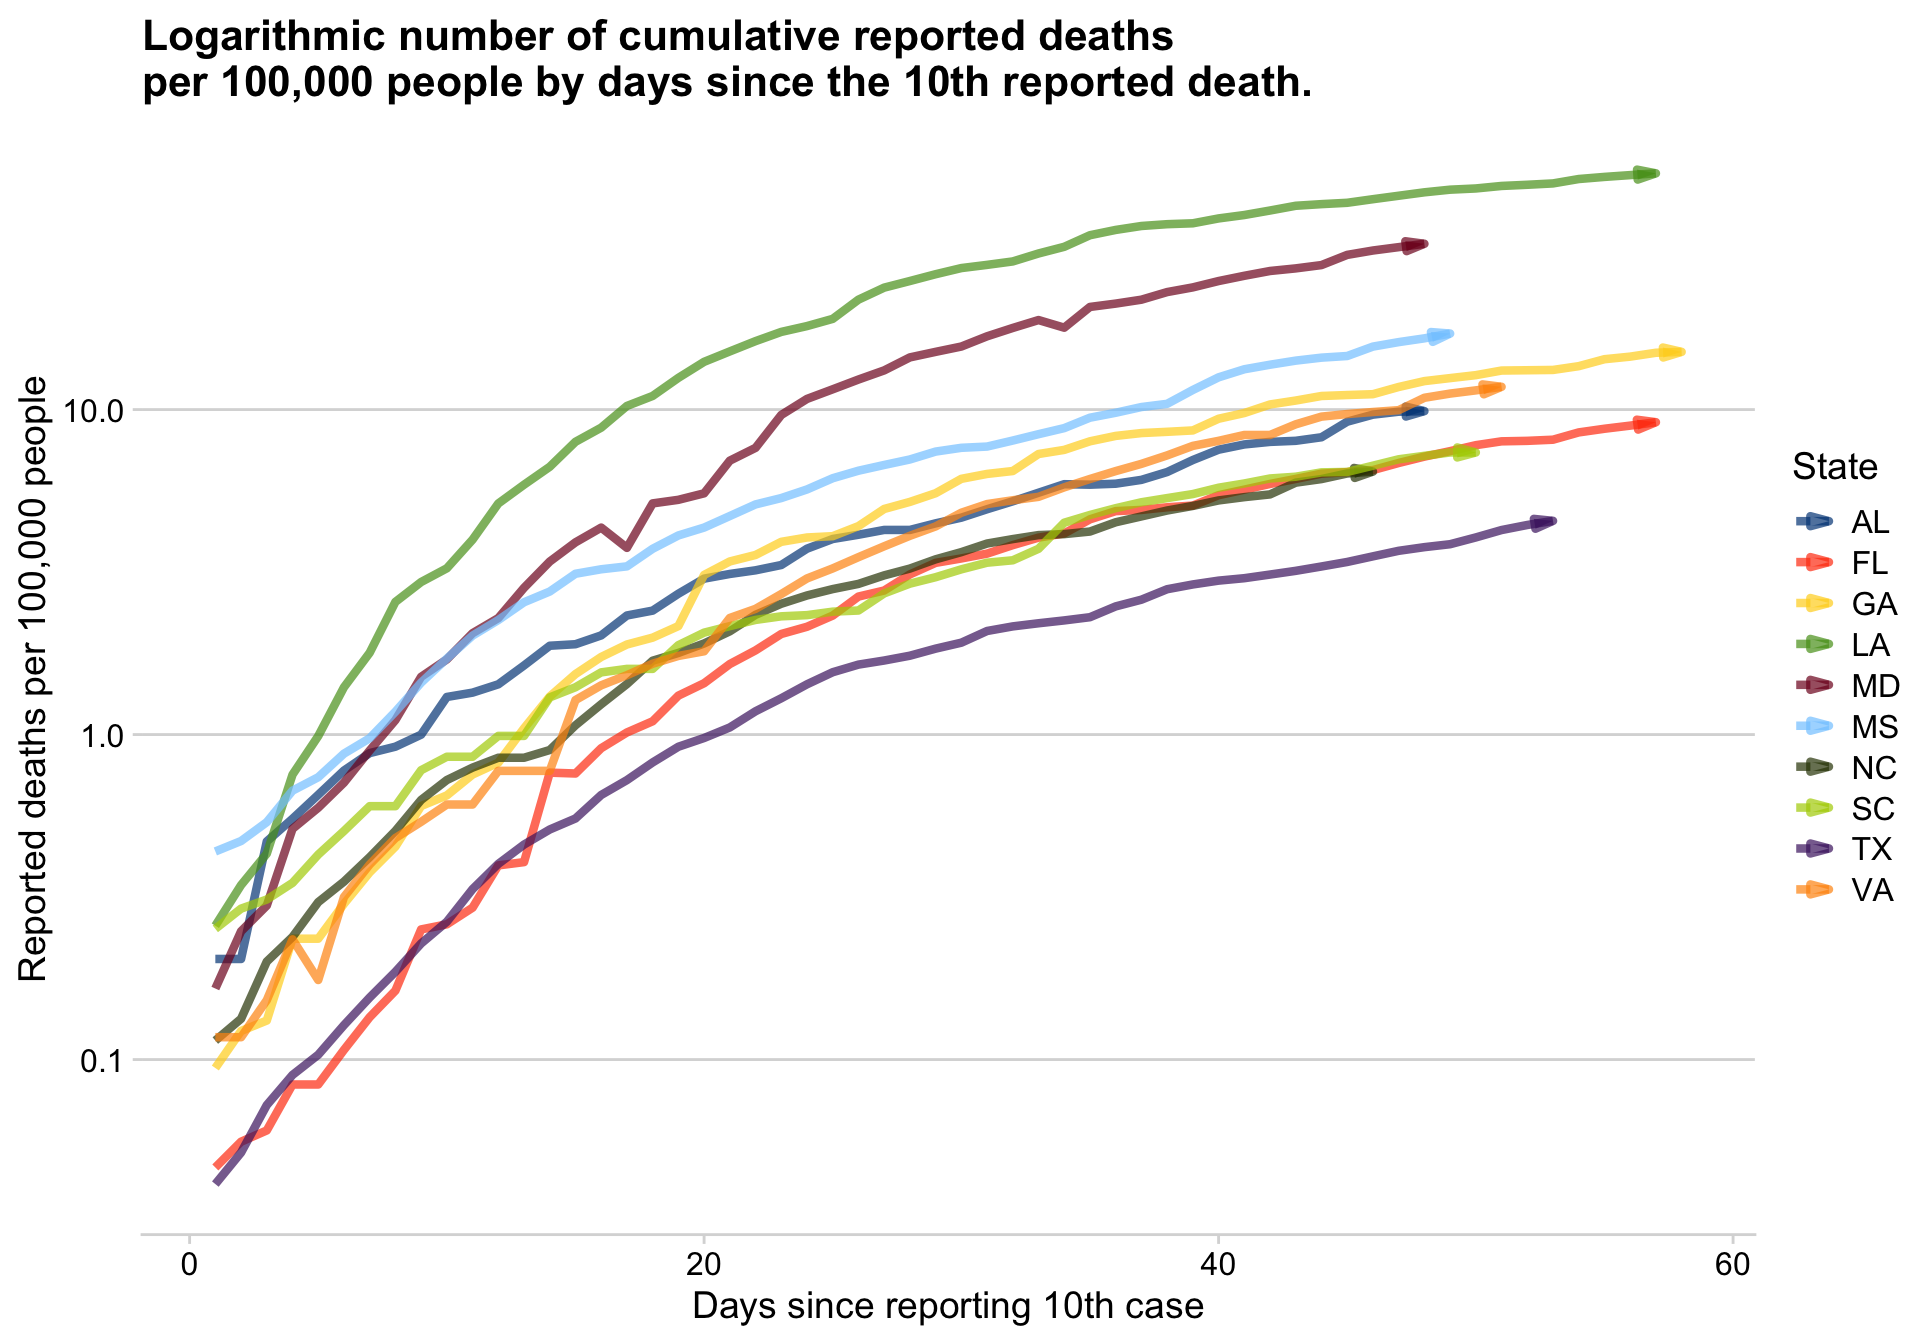 Logarithmic number of cumulative reported deaths
per 100,000 people by days since the 10th reported death.
Reported deaths per 100,000 people
10.0
1.0
0.1
0
20
40
60
Days since reporting 10th case
State
AL
FL
GA
LA
MD
MS
NC
SC
TX
VA